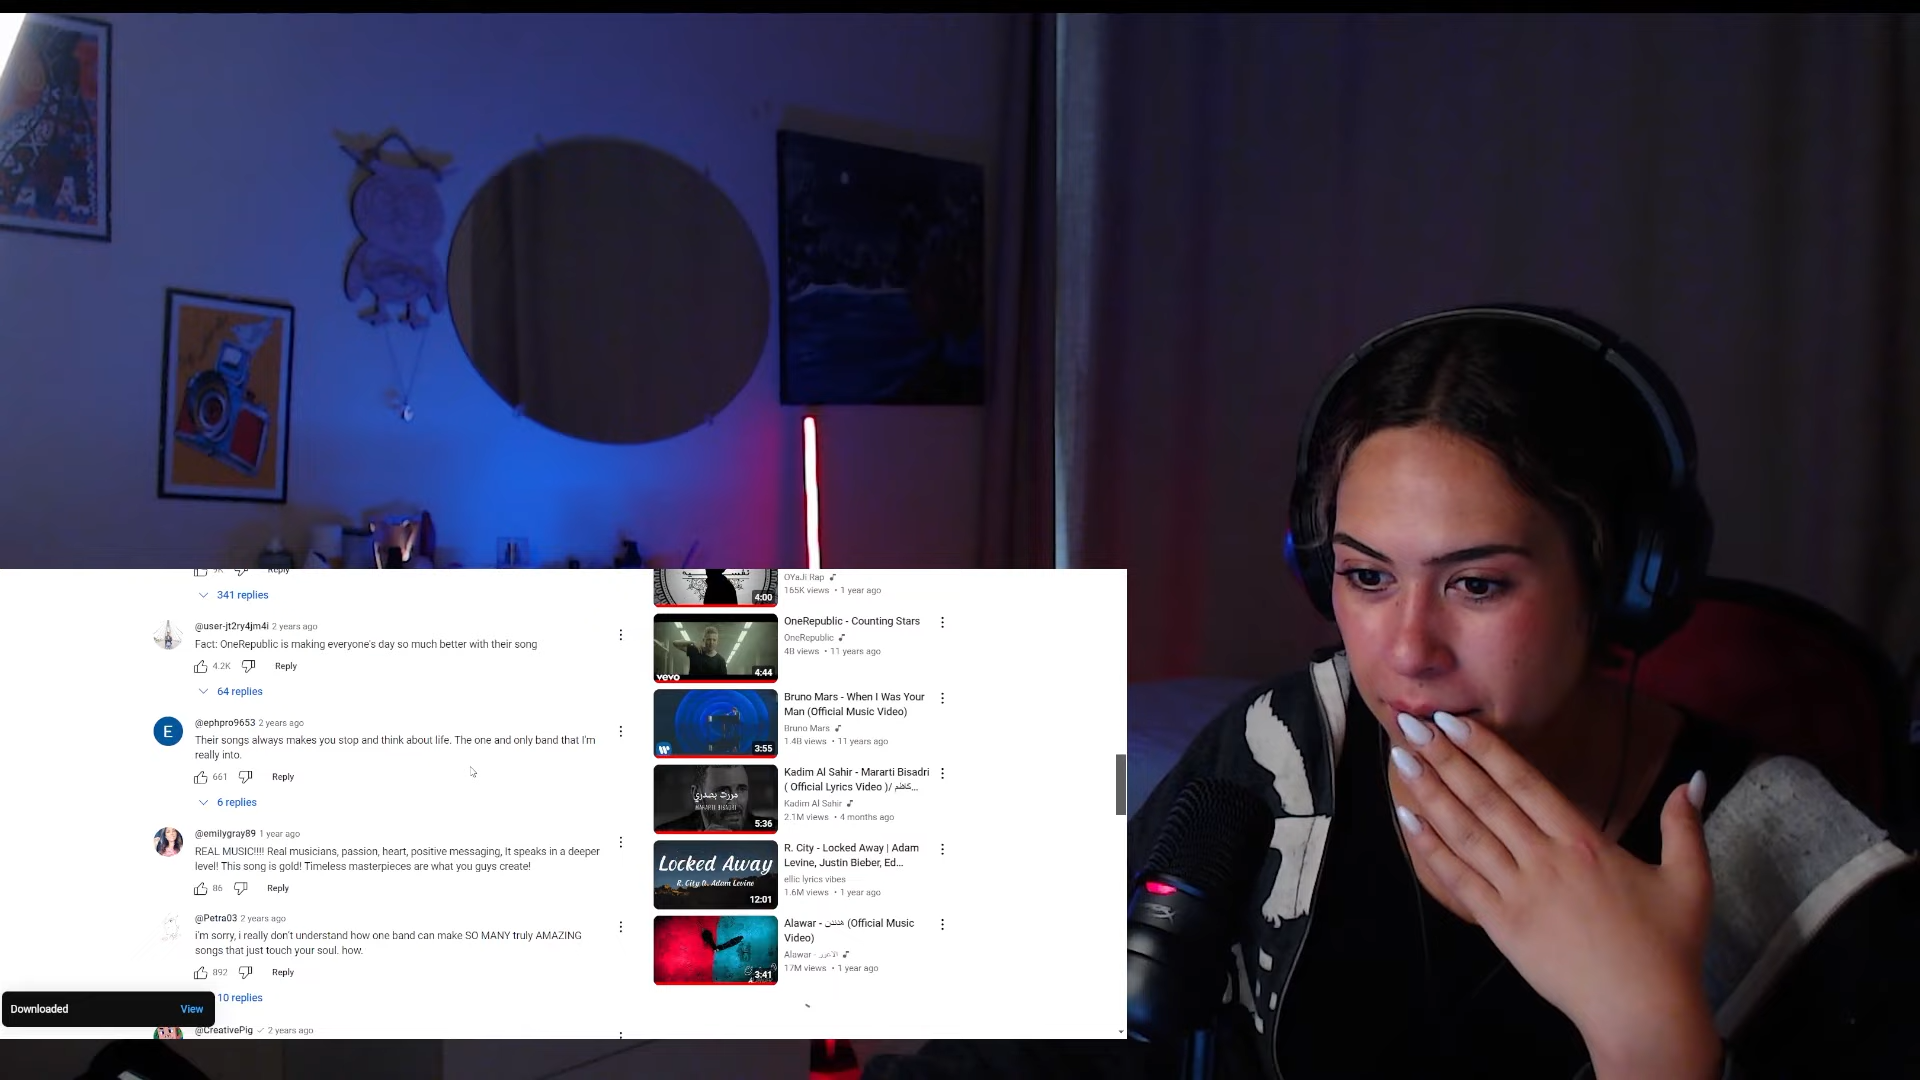 9K Reply
341 replies
@user-jt2ry4jm4i 2 years ago
Fact: OneRepublic is making everyone's day so much better with their song
4.2K Reply
64 replies
E
@ephpro9653 2 years ago
Their songs always makes you stop and think about life. The one and only band that I'm
really into.
661 Reply
6 replies
@emilygray89 1 year ago
REAL MUSIC!!!! Real musicians, passion, heart, positive messaging, It speaks in a deeper
level! This song is gold! Timeless masterpieces are what you guys create!
86 Reply
@Petra03 2 years ago
i'm sorry, i really don't understand how one band can make SO MANY truly AMAZING
songs that just touch your soul. how.
892 Reply
10 replies
@CreativePig 2 years ago
Downloaded View
4:00
OYaJi Rap
165K views • 1 year ago
vevo
4:44
OneRepublic - Counting Stars
OneRepublic
4B views • 11 years ago
3:55
Bruno Mars - When I Was Your
Man (Official Music Video)
Bruno Mars
1.4B views • 11 years ago
مررت بصدري
MARARTI BISADRI
5:36
Kadim Al Sahir - Mararti Bisadri
( Official Lyrics Video )/ كاظم...
Kadim Al Sahir
2.1M views • 4 months ago
Locked Away
R. City ft. Adam Levine
12:01
R. City - Locked Away | Adam
Levine, Justin Bieber, Ed...
ellic lyrics vibes
1.6M views • 1 year ago
3:41
Alawar - (Official Music
Video)
Alawar
17M views • 1 year ago